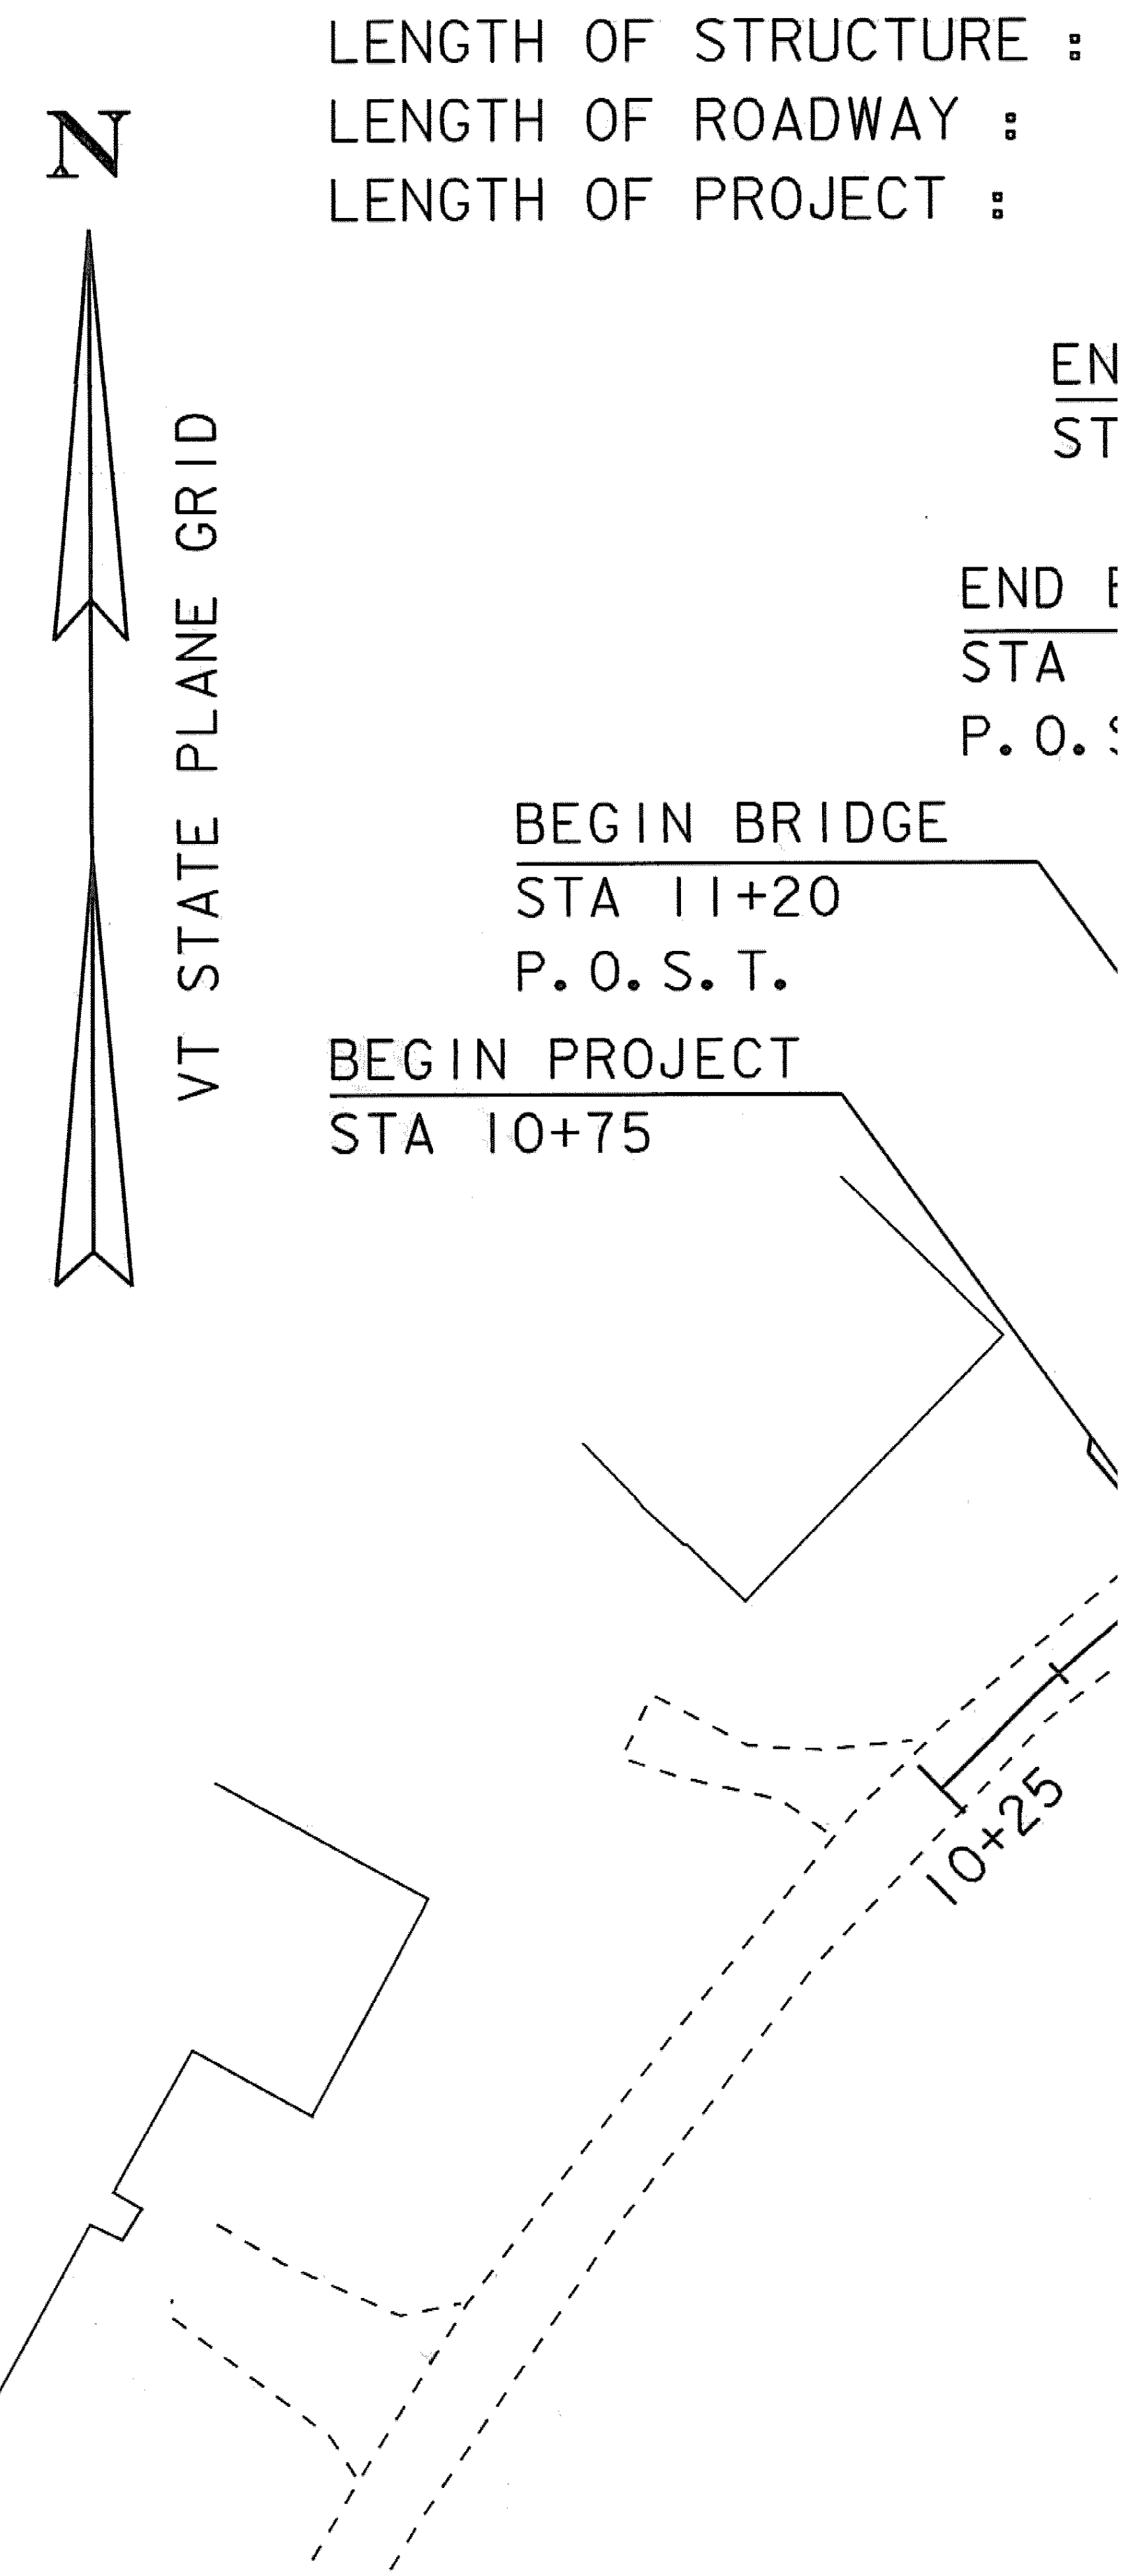 LENGTH OF STRUCTURE :
LENGTH OF ROADWAY :
LENGTH OF PROJECT :
N
VT STATE PLANE GRID
END
STA
P.O.
BEGIN BRIDGE
STA 11+20
P.O.S.T.
BEGIN PROJECT
STA 10+75
10+25